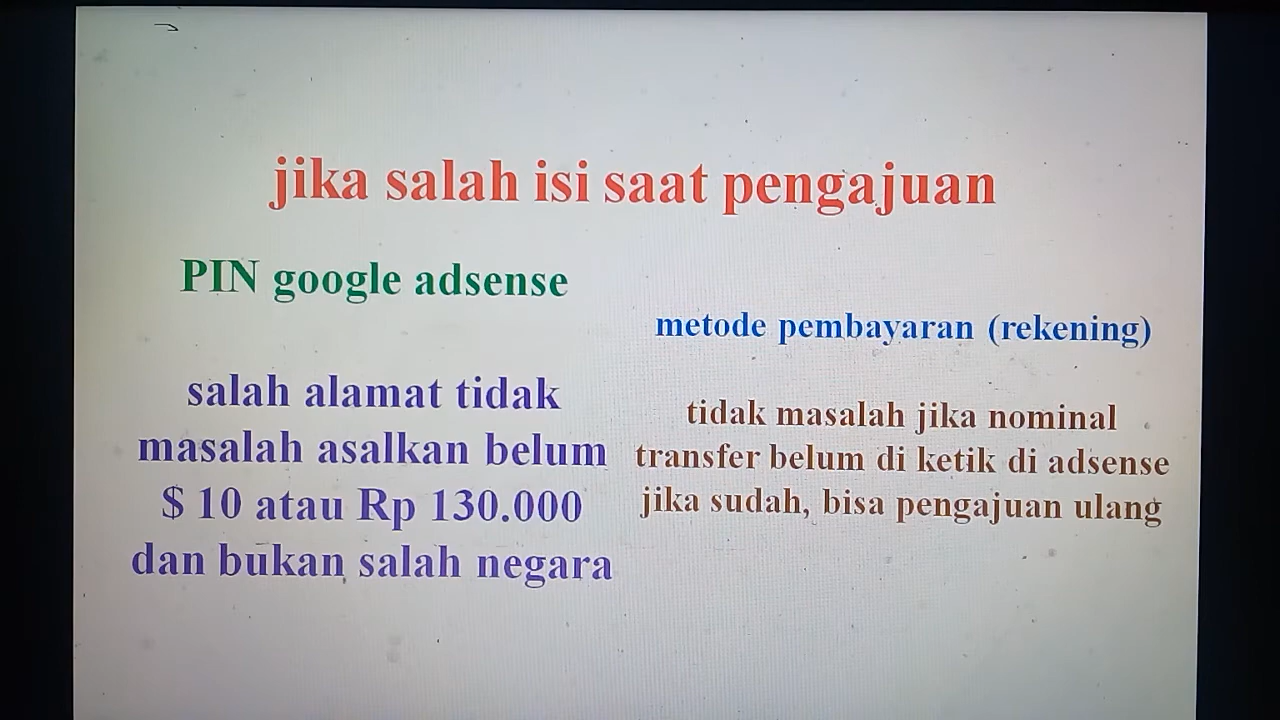 jika salah isi saat pengajuan
PIN google adsense
salah alamat tidak
masalah asalkan belum
$ 10 atau Rp 130.000
dan bukan salah negara
metode pembayaran (rekening)
tidak masalah jika nominal
transfer belum di ketik di adsense
jika sudah, bisa pengajuan ulang